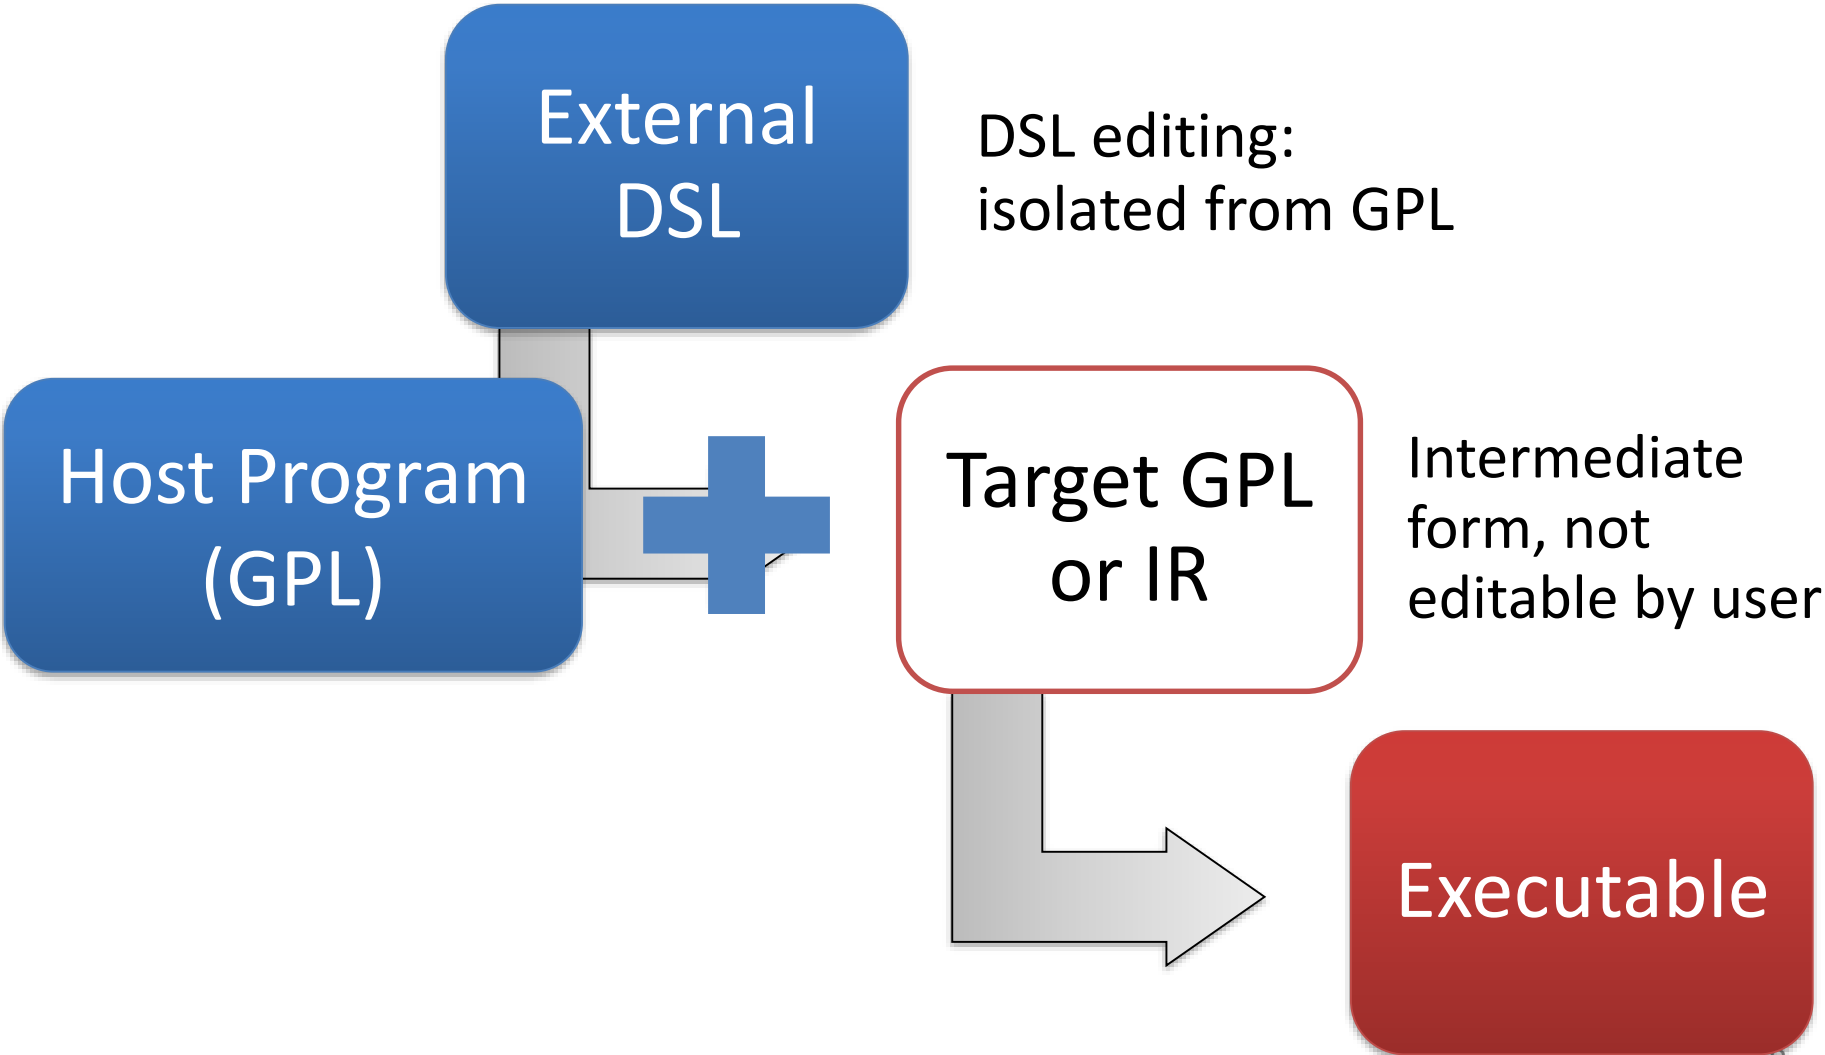 External
DSL
DSL editing:
isolated from GPL
Host Program
(GPL)
Target GPL
or IR
Intermediate
form, not
editable by user
Executable